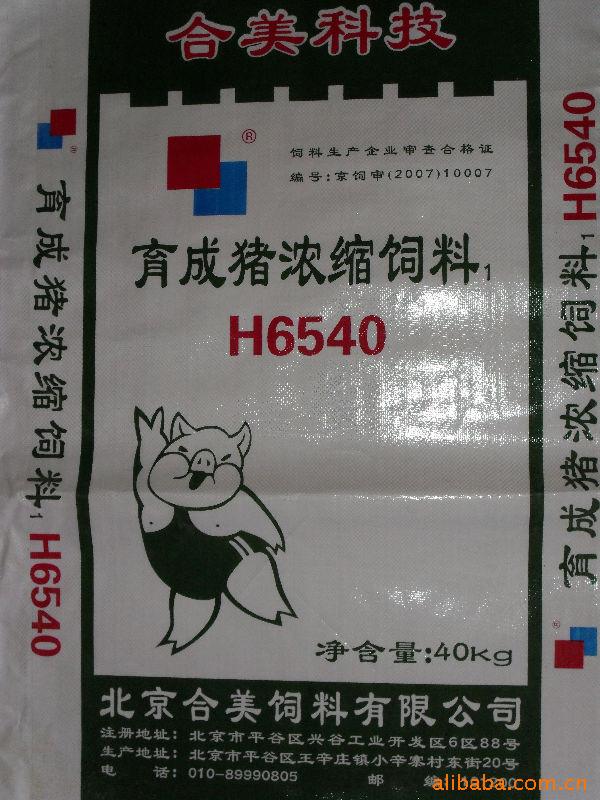 合美科技
®
饲料生产企业审查合格证
编号:京饲审(2007)10007
育成猪浓缩饲料1
H6540
净含量:40Kg
北京合美饲料有限公司
注册地址: 北京市平谷区兴谷工业开发区6区88号
生产地址: 北京市平谷区王辛庄镇小辛寨村东街20号
电 话: 010-89990805 邮 编
alibaba.com.cn
®
育成猪浓缩饲料1 H6540
育成猪浓缩饲料1 H6540
®